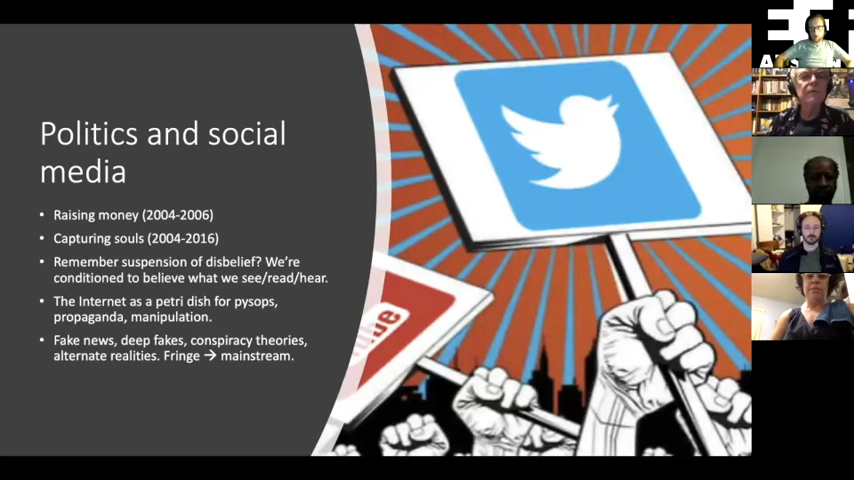 Politics and social
media
• Raising money (2004-2006)
• Capturing souls (2004-2016)
• Remember suspension of disbelief? We're
conditioned to believe what we see/read/hear.
• The Internet as a petri dish for pysops,
propaganda, manipulation.
• Fake news, deep fakes, conspiracy theories,
alternate realities. Fringe → mainstream.